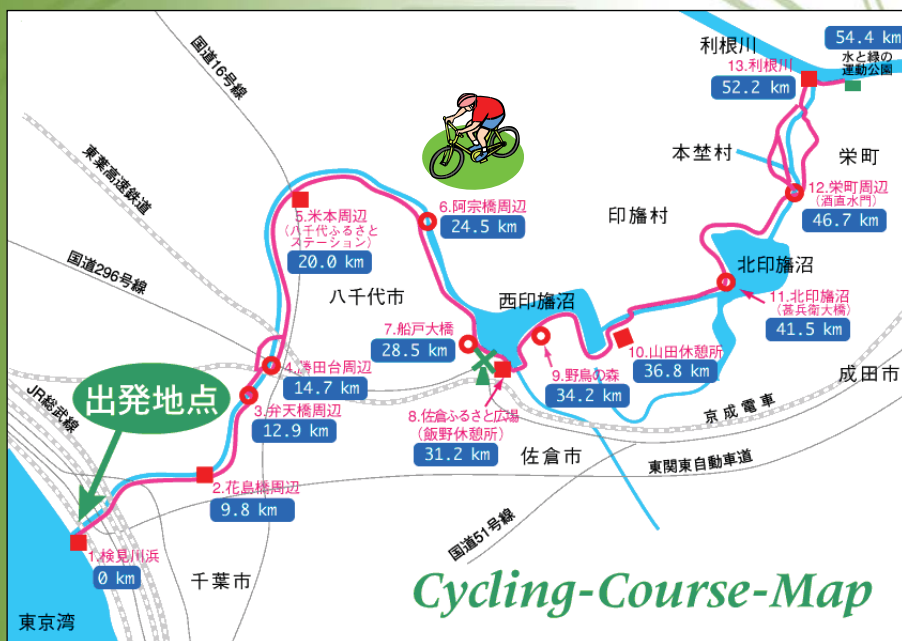 利根川
54.4 km
水と緑の
運動公園
13.利根川
52.2 km
国道16号線
本埜村
栄町
東葉高速鉄道
12.栄町周辺
(酒直水門)
46.7 km
6.阿宗橋周辺
24.5 km
印旛村
5.米本周辺
(八千代ふるさと
ステーション)
20.0 km
国道296号線
北印旛沼
八千代市
西印旛沼
11.北印旛沼
(甚兵衛大橋)
41.5 km
7.船戸大橋
28.5 km
10.山田休憩所
36.8 km
4.勝田台周辺
14.7 km
9.野鳥の森
34.2 km
成田市
JR総武線
出発地点
3.弁天橋周辺
12.9 km
京成電車
8.佐倉ふるさと広場
(飯野休憩所)
31.2 km
佐倉市
東関東自動車道
2.花島橋周辺
9.8 km
国道51号線
1.検見川浜
0 km
千葉市
Cycling-Course-Map
東京湾